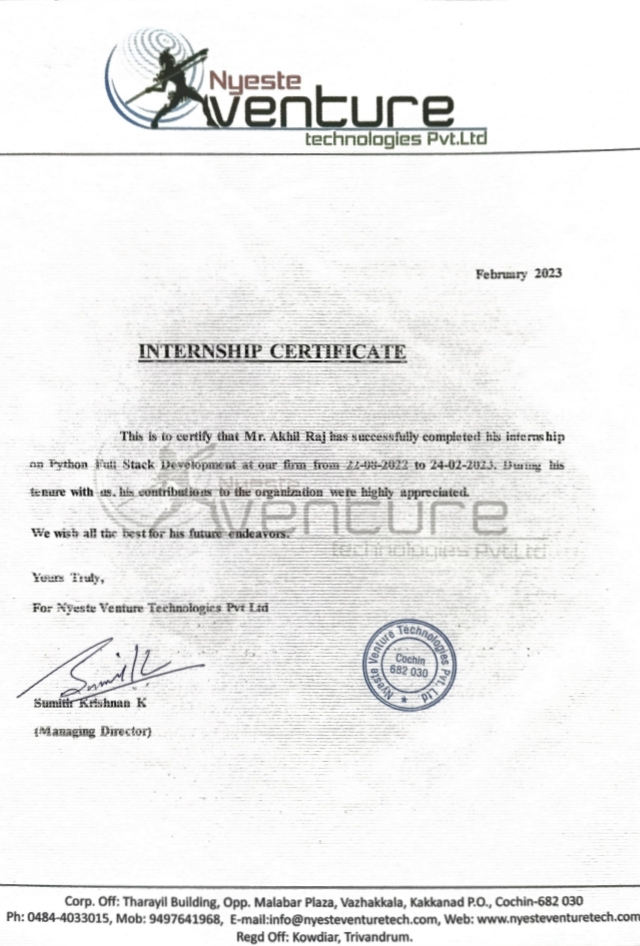 Nyeste
venture
technologies Pvt.Ltd
February 2023
INTERNSHIP CERTIFICATE
This is to certify that Mr. Akhil Raj has successfully completed his internship
on Python Full Stack Development at our firm from 22-08-2022 to 24-02-2023. During his
tenure with us, his contributions to the organization were highly appreciated.
We wish all the best for his future endeavors.
Nyeste
venture
technologies Pvt.Ltd
Yours Truly,
For Nyeste Venture Technologies Pvt Ltd
Sumith Krishnan K
(Managing Director)
Nyeste Venture Technologies Pvt. Ltd
Cochin
682 030
Corp. Off: Tharayil Building, Opp. Malabar Plaza, Vazhakkala, Kakkanad P.O., Cochin-682 030
Ph: 0484-4033015, Mob: 9497641968, E-mail:info@nyesteventuretech.com, Web: www.nyesteventuretech.com
Regd Off: Kowdiar, Trivandrum.